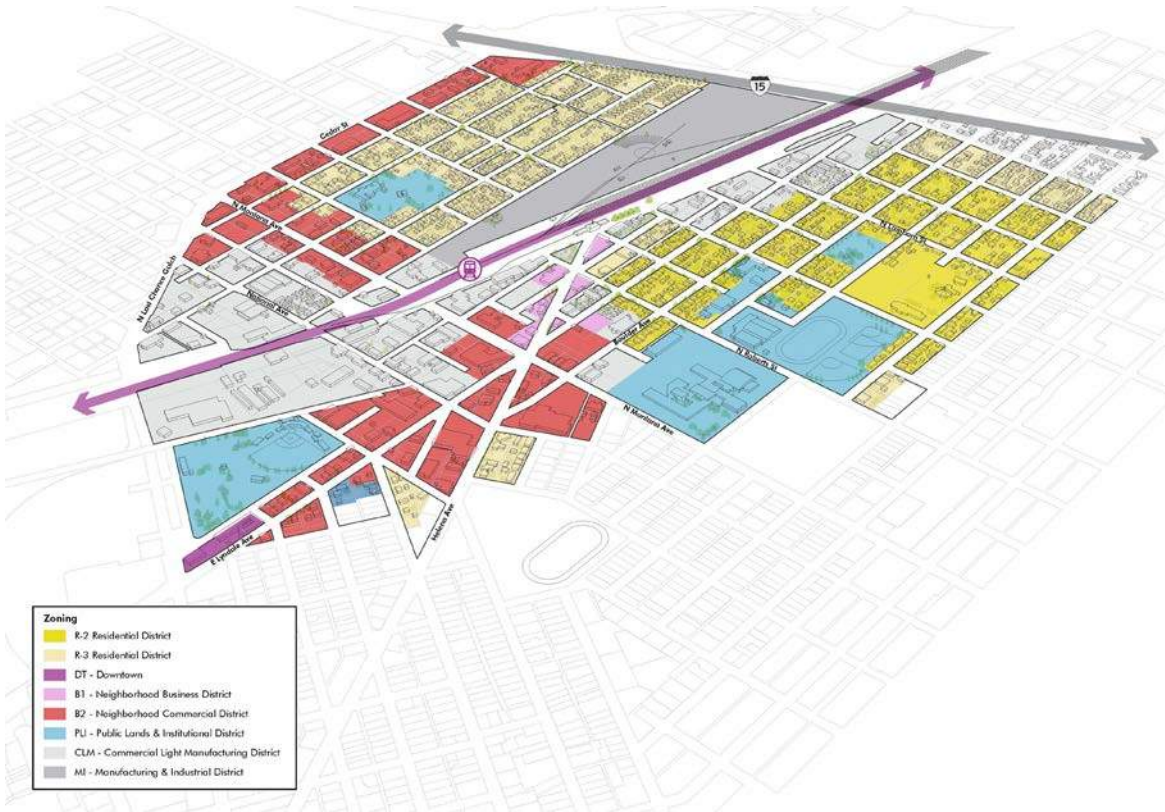 15
Cedar St
N Montana Ave
N Last Chance Gulch
National Ave
Boulder Ave
N Roberts St
N Montana Ave
Helena Ave
E Lyndale Ave
Zoning
R-2 Residential District
R-3 Residential District
DT - Downtown
B1 - Neighborhood Business District
B2 - Neighborhood Commercial District
PLI - Public Lands & Institutional District
CLM - Commercial Light Manufacturing District
MI - Manufacturing & Industrial District